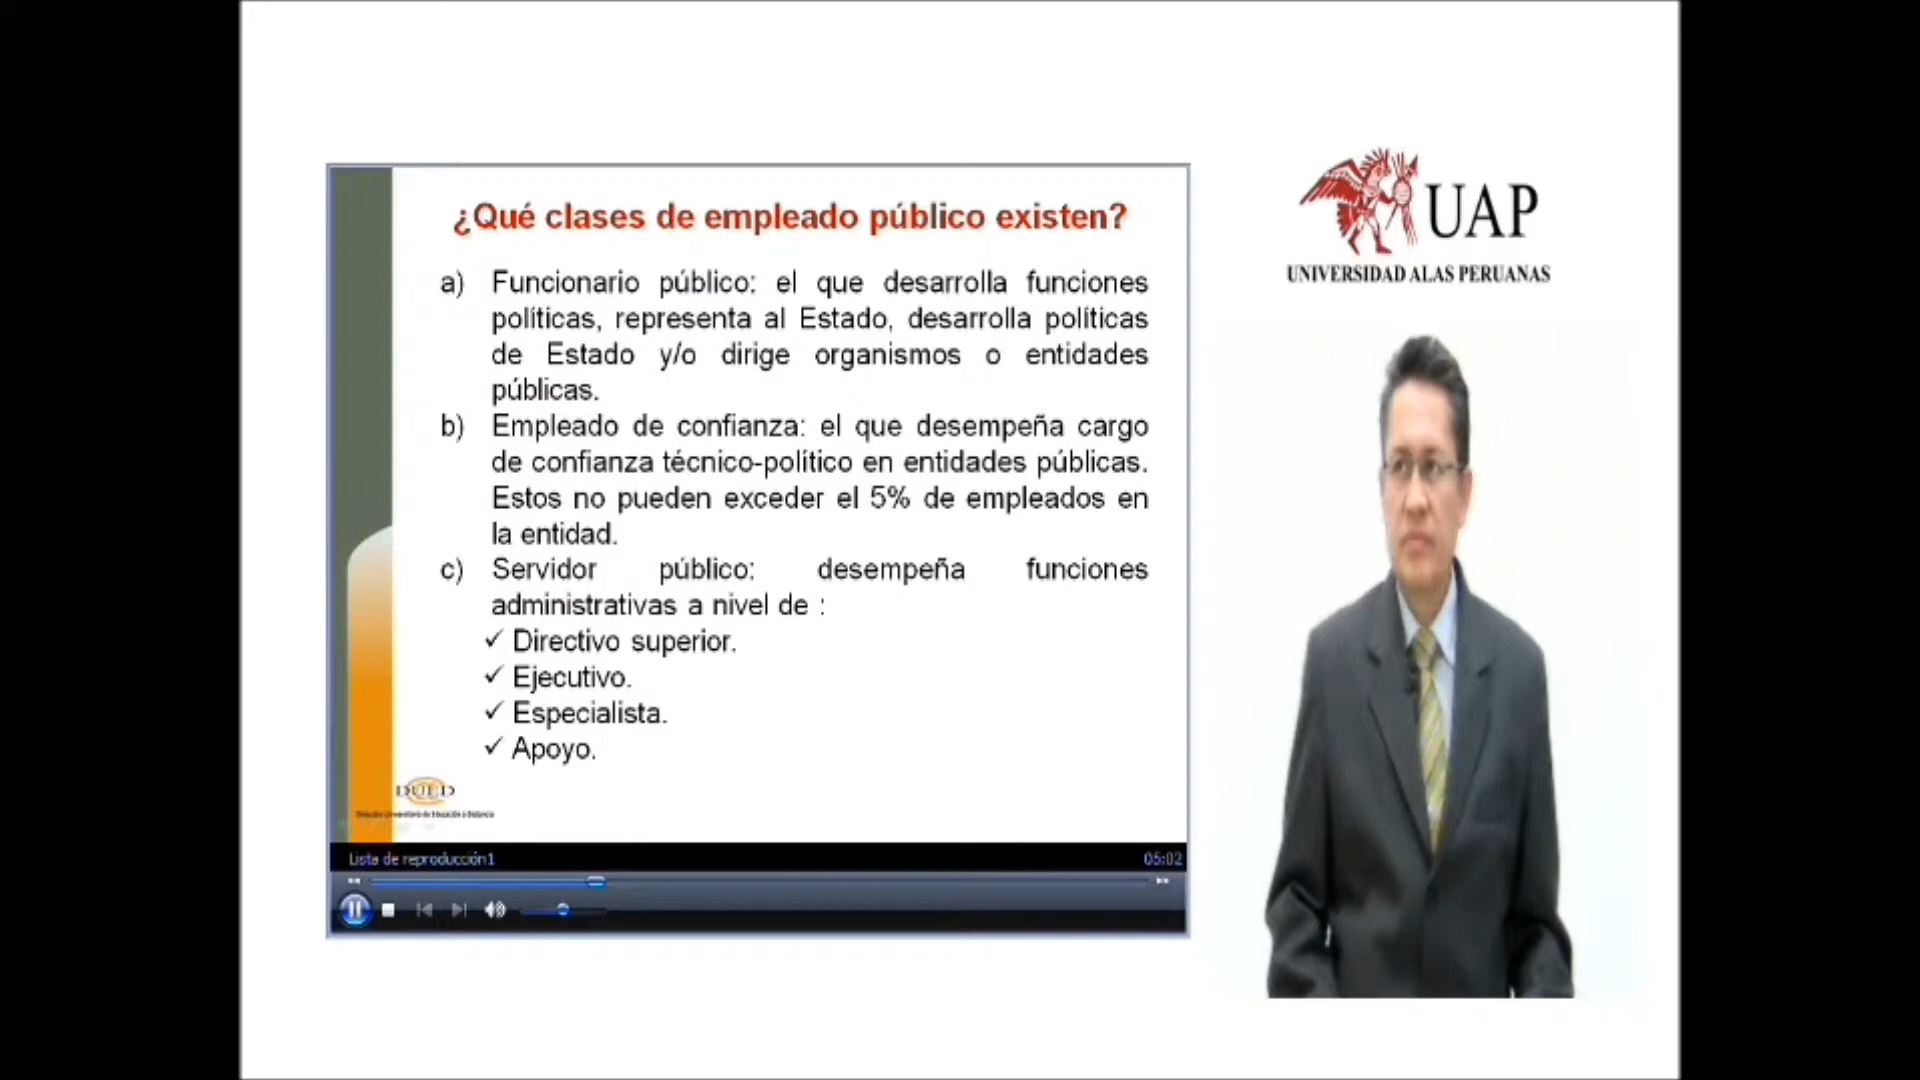 ¿Qué clases de empleado público existen?
a) Funcionario público: el que desarrolla funciones
políticas, representa al Estado, desarrolla políticas
de Estado y/o dirige organismos o entidades
públicas.
b) Empleado de confianza: el que desempeña cargo
de confianza técnico-político en entidades públicas.
Estos no pueden exceder el 5% de empleados en
la entidad.
c) Servidor público: desempeña funciones
administrativas a nivel de :
✓ Directivo superior.
✓ Ejecutivo.
✓ Especialista.
✓ Apoyo.
DUED
Lista de reproducción1
05:02
UAP
UNIVERSIDAD ALAS PERUANAS